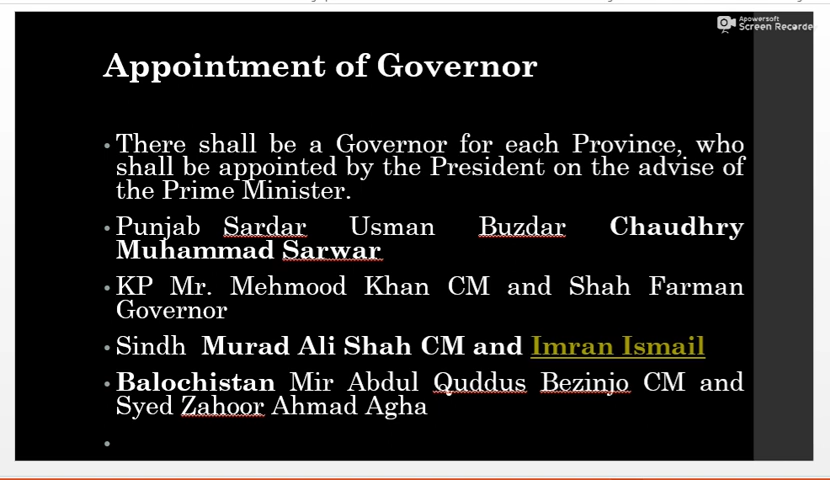 Apowersoft
Screen Recorder
Appointment of Governor
• There shall be a Governor for each Province, who
shall be appointed by the President on the advise of
the Prime Minister.
• Punjab Sardar Usman Buzdar Chaudhry
Muhammad Sarwar
• KP Mr. Mehmood Khan CM and Shah Farman
Governor
• Sindh Murad Ali Shah CM and Imran Ismail
• Balochistan Mir Abdul Quddus Bezinjo CM and
Syed Zahoor Ahmad Agha
•